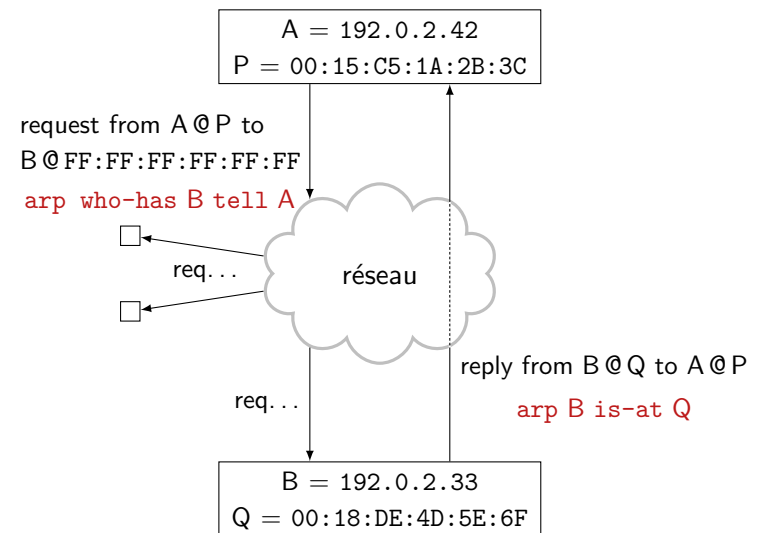 A = 192.0.2.42
P = 00:15:C5:1A:2B:3C
request from A@P to
B@FF:FF:FF:FF:FF:FF
arp who-has B tell A
req...
réseau
reply from B@Q to A@P
arp B is-at Q
req...
B = 192.0.2.33
Q = 00:18:DE:4D:5E:6F